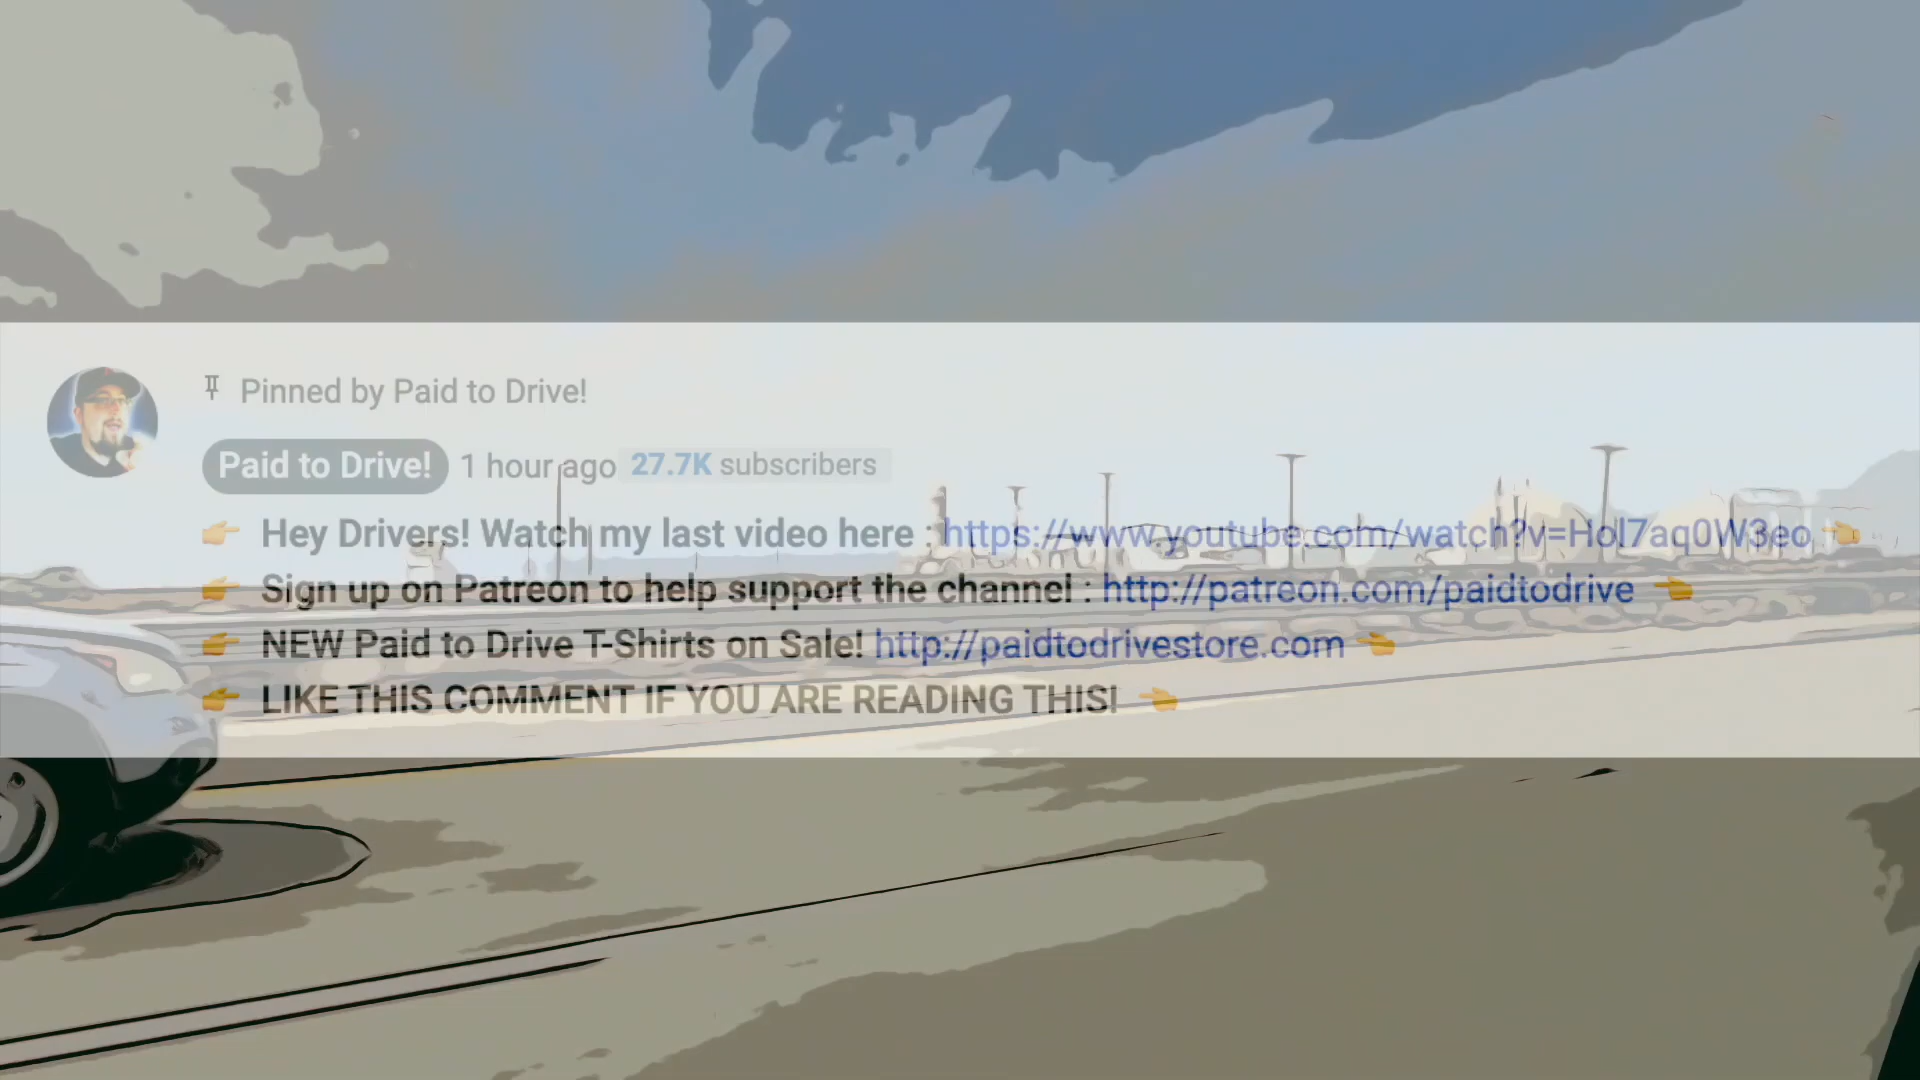 Pinned by Paid to Drive!
Paid to Drive! 1 hour ago 27.7K subscribers
👉 Hey Drivers! Watch my last video here : https://www.youtube.com/watch?v=Hol7aq0W3eo 👈
👉 Sign up on Patreon to help support the channel : http://patreon.com/paidtodrive 👈
👉 NEW Paid to Drive T-Shirts on Sale! http://paidtodrivestore.com 👈
👉 LIKE THIS COMMENT IF YOU ARE READING THIS! 👈